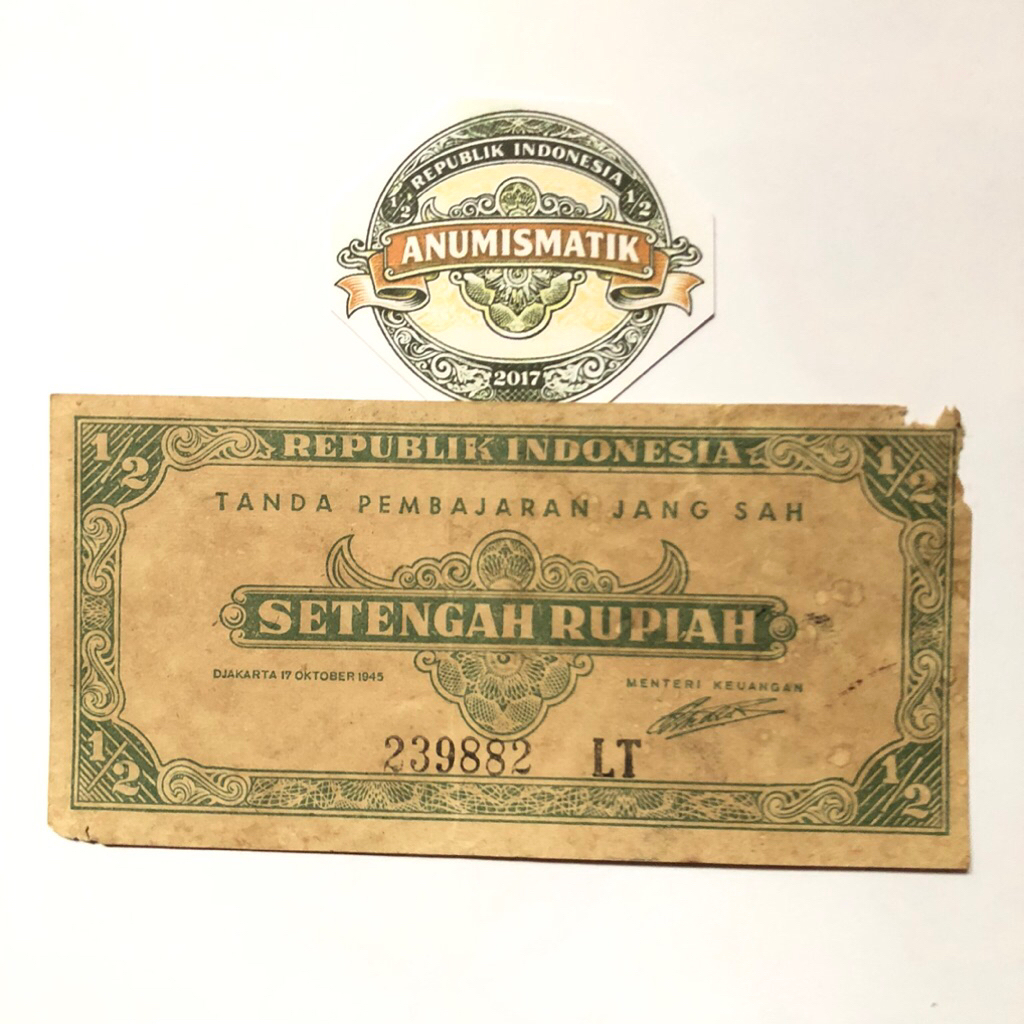 REPUBLIK INDONESIA
1/2 1/2
ANUMISMATIK
2017
1/2 REPUBLIK INDONESIA 1/2
TANDA PEMBAJARAN JANG SAH
SETENGAH RUPIAH
DJAKARTA 17 OKTOBER 1945
MENTERI KEUANGAN
239882 LT
1/2 1/2